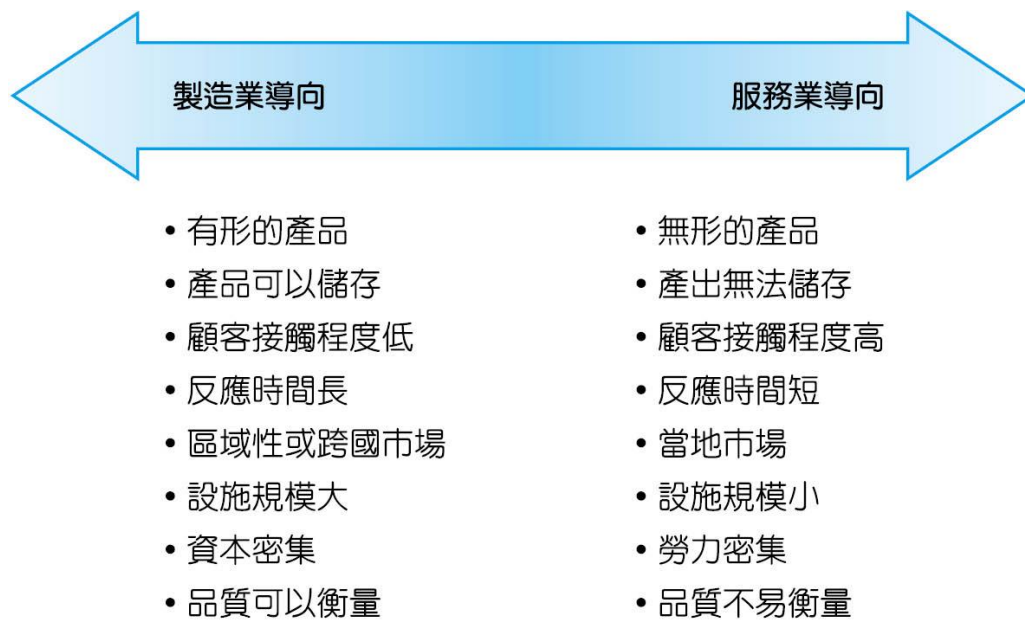 製造業導向
服務業導向
• 有形的產品
• 產品可以儲存
• 顧客接觸程度低
• 反應時間長
• 區域性或跨國市場
• 設施規模大
• 資本密集
• 品質可以衡量
• 無形的產品
• 產出無法儲存
• 顧客接觸程度高
• 反應時間短
• 當地市場
• 設施規模小
• 勞力密集
• 品質不易衡量